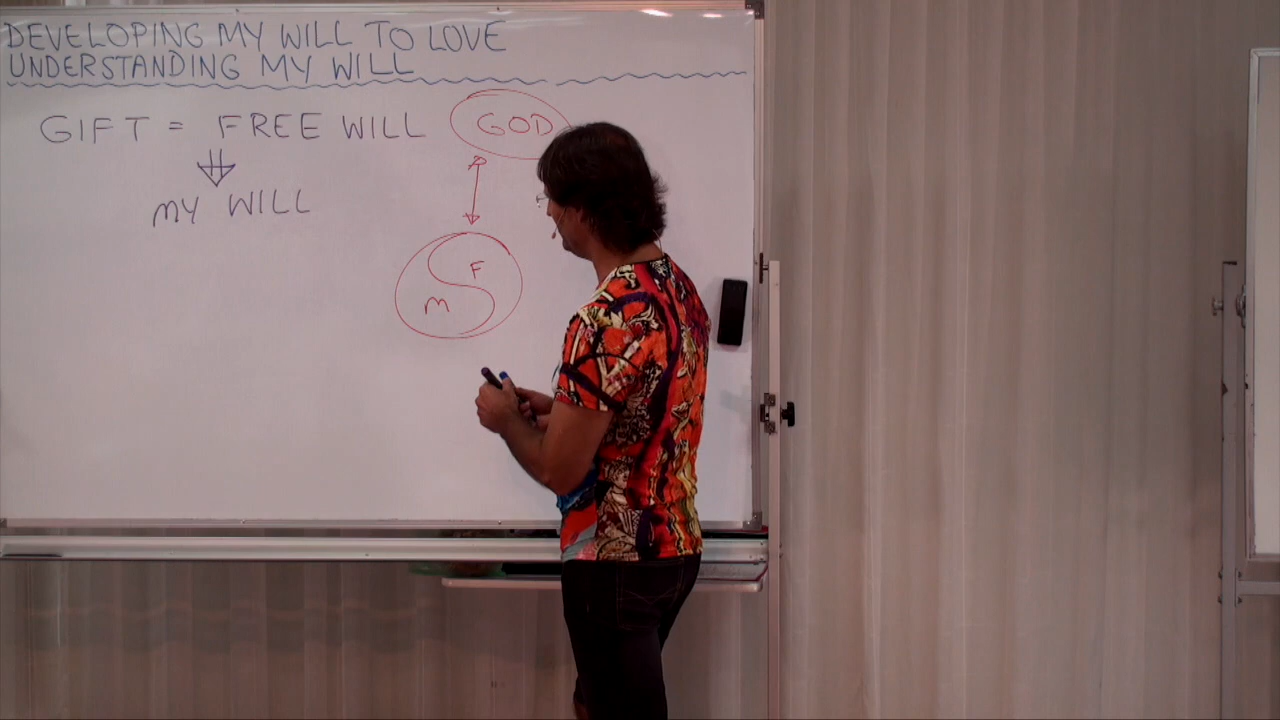 DEVELOPING MY WILL TO LOVE
UNDERSTANDING MY WILL
GIFT = FREE WILL
GOD
MY WILL
F
M